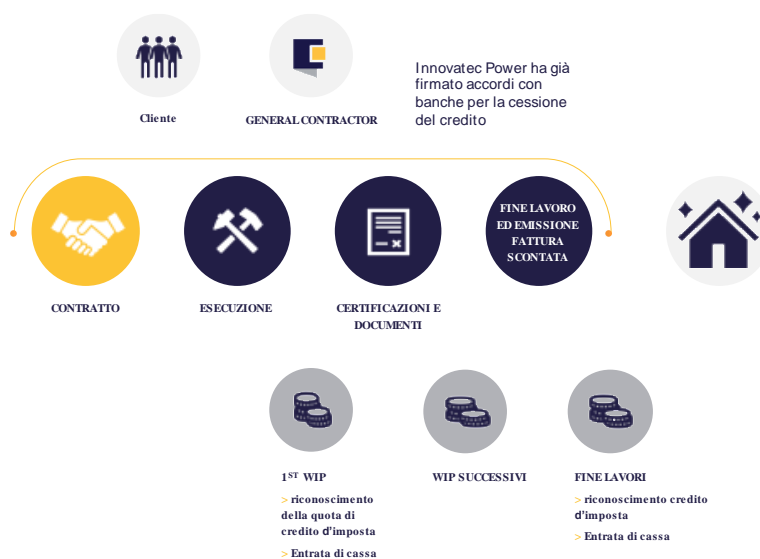 Innovatec Power ha già
firmato accordi con
banche per la cessione
del credito
Cliente
GENERAL CONTRACTOR
FINE LAVORO
ED EMISSIONE
FATTURA
SCONTATA
CONTRATTO
ESECUZIONE
CERTIFICAZIONI E
DOCUMENTI
1ST WIP
> riconoscimento
della quota di
credito d'imposta
> Entrata di cassa
WIP SUCCESSIVI
FINE LAVORI
> riconoscimento credito
d'imposta
> Entrata di cassa